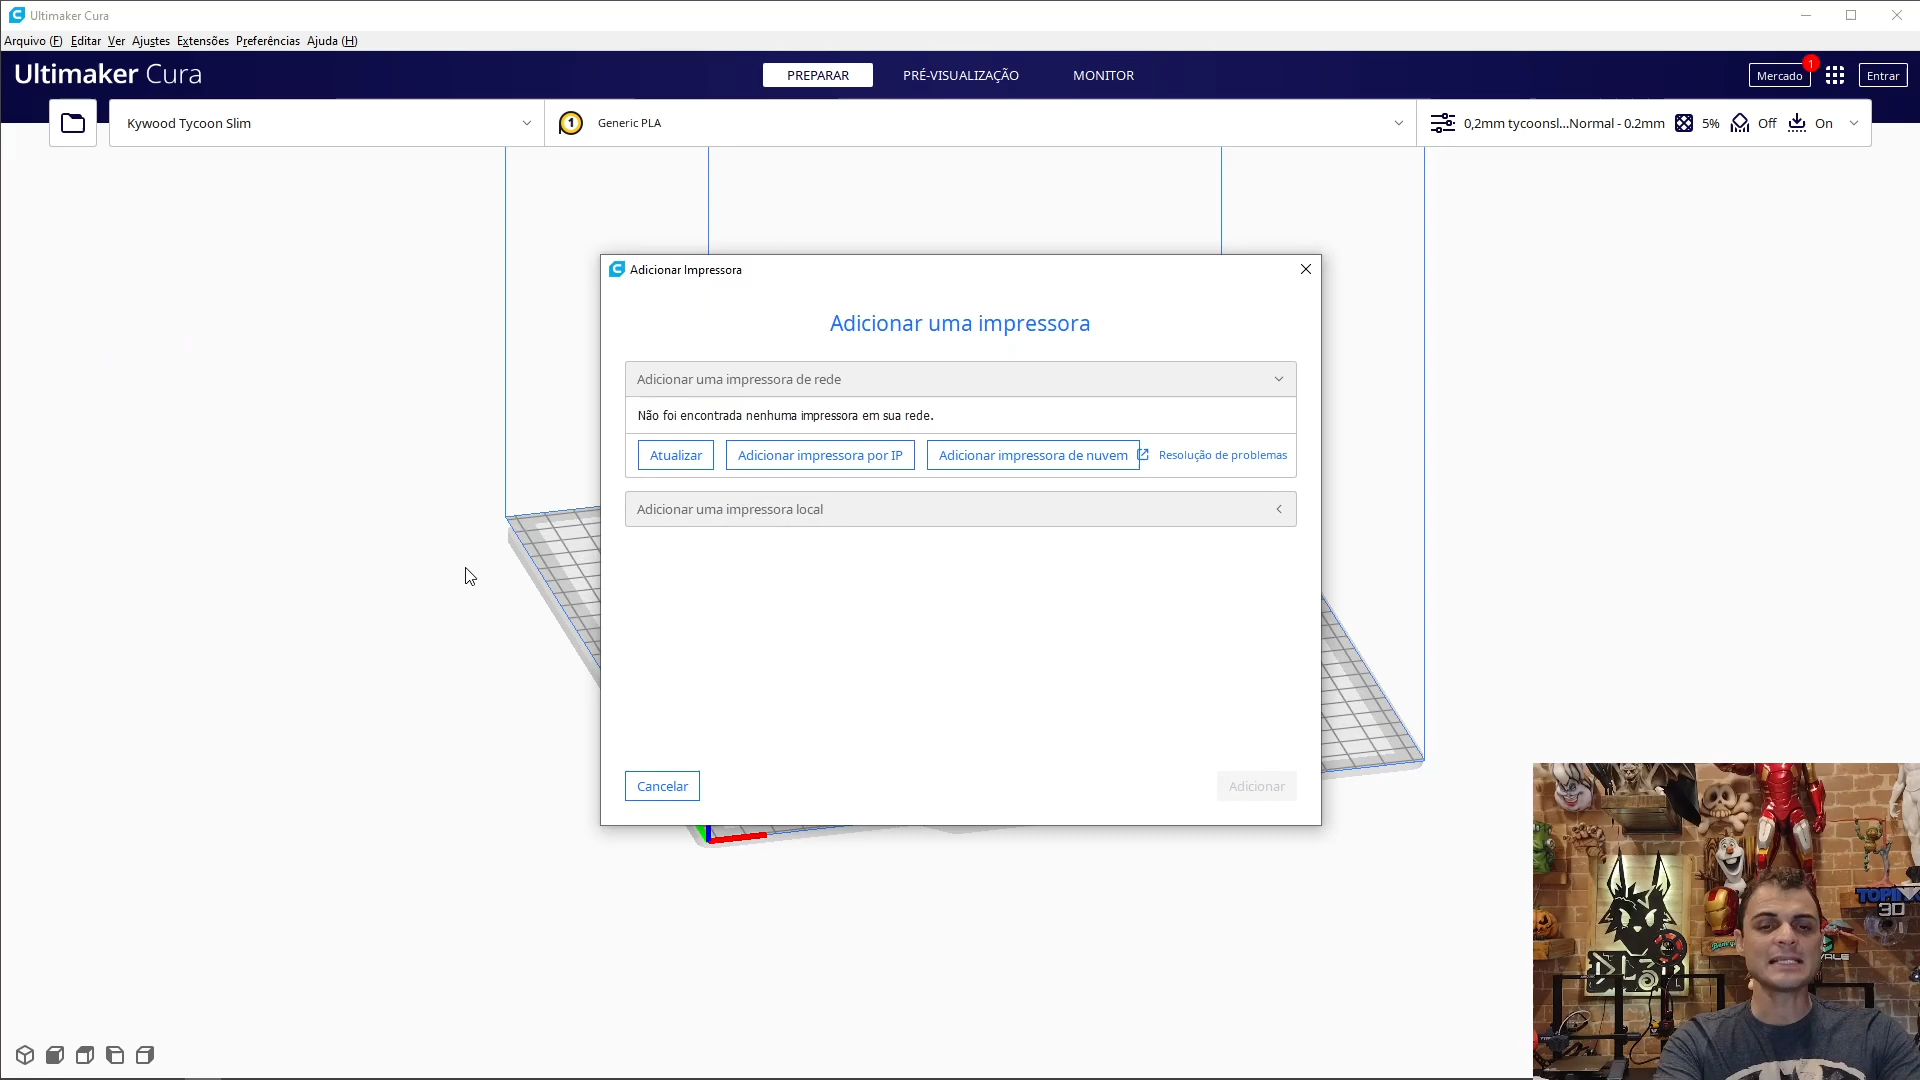 Ultimaker Cura
Arquivo (F) Editar Ver Ajustes Extensões Preferências Ajuda (H)
Ultimaker Cura
PREPARAR
PRÉ-VISUALIZAÇÃO
MONITOR
Mercado
1
Entrar
Kywood Tycoon Slim
1
Generic PLA
0,2mm tycoonsl...Normal - 0.2mm
5%
Off
On
Adicionar Impressora
Adicionar uma impressora
Adicionar uma impressora de rede
Não foi encontrada nenhuma impressora em sua rede.
Atualizar
Adicionar impressora por IP
Adicionar impressora de nuvem
Resolução de problemas
Adicionar uma impressora local
Cancelar
Adicionar
3D